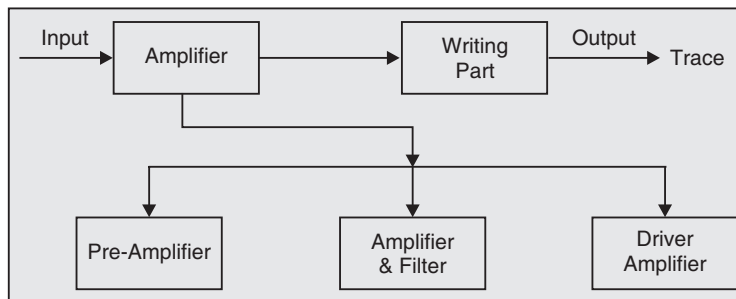 Input
Amplifier
Writing
Part
Output
Trace
Pre-Amplifier
Amplifier
& Filter
Driver
Amplifier